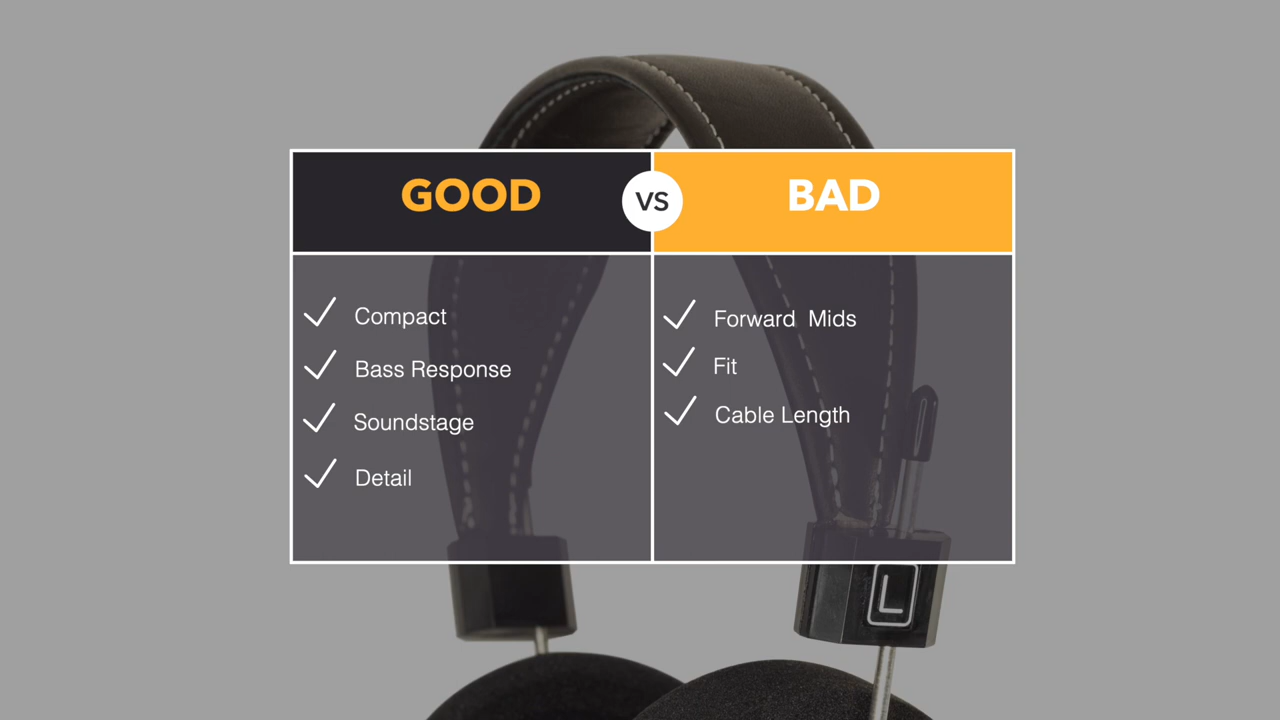 GOOD VS BAD
Compact
Bass Response
Soundstage
Detail
Forward Mids
Fit
Cable Length
L